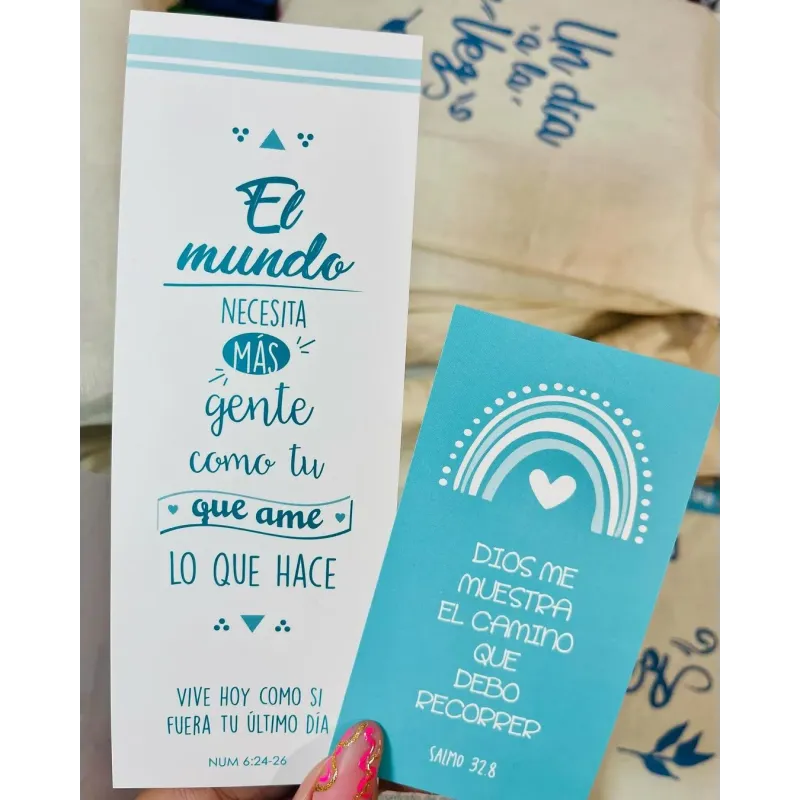 El
mundo
NECESITA
MÁS
gente
como tu
que ame
LO QUE HACE
VIVE HOY COMO SI
FUERA TU ÚLTIMO DÍA
NUM 6:24-26
DIOS ME
MUESTRA
EL CAMINO
QUE
DEBO
RECORRER
SALMO 32.8
Un día
a la
Vez